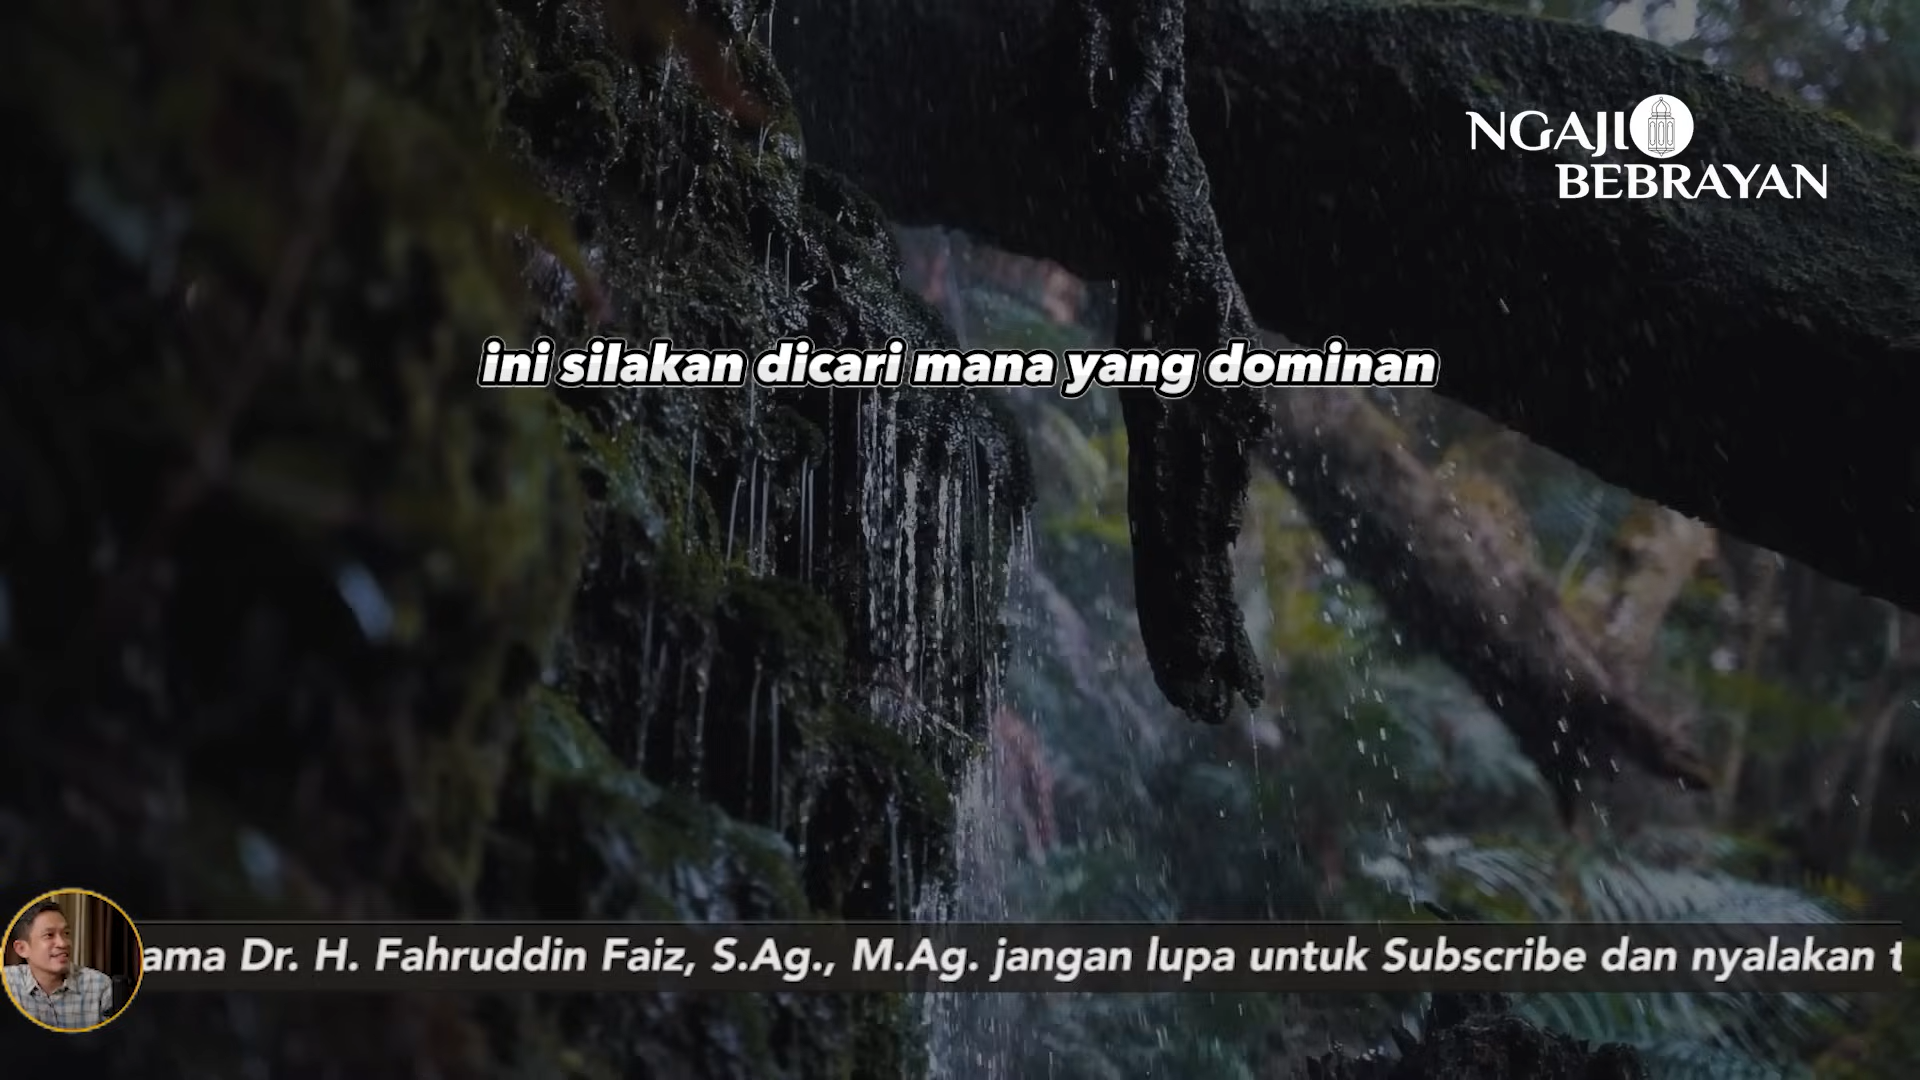 NGAJI
BEBRAYAN
ini silakan dicari mana yang dominan
ama Dr. H. Fahruddin Faiz, S.Ag., M.Ag. jangan lupa untuk Subscribe dan nyalakan t